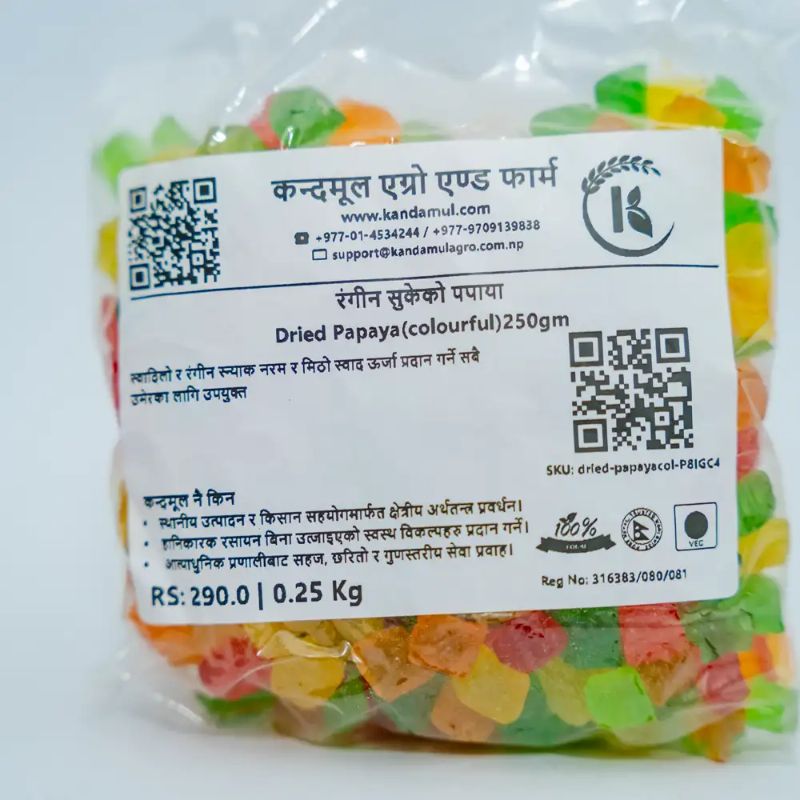 कन्दमूल एग्रो एण्ड फार्म
www.kandamul.com
+977-01-4534244 / +977-9709139838
support@kandamulagro.com.np
रंगीन सुकेको पपाया
Dried Papaya(colourful)250gm
स्वादिलो र रंगीन स्न्याक नरम र मिठो स्वाद ऊर्जा प्रदान गर्ने सबै
उमेरका लागि उपयुक्त
SKU: dried-papayacol-P8IGC4
कन्दमूल नै किन
• स्थानीय उत्पादन र किसान सहयोगमार्फत क्षेत्रीय अर्थतन्त्र प्रवर्धन।
• हानिकारक रसायन बिना उब्जाइएको स्वस्थ विकल्पहरु प्रदान गर्ने।
• अत्याधुनिक प्रणालीबाट सहज, छरितो र गुणस्तरीय सेवा प्रवाह।
100%
VEG
RS: 290.0 | 0.25 Kg
Reg No: 316383/080/081